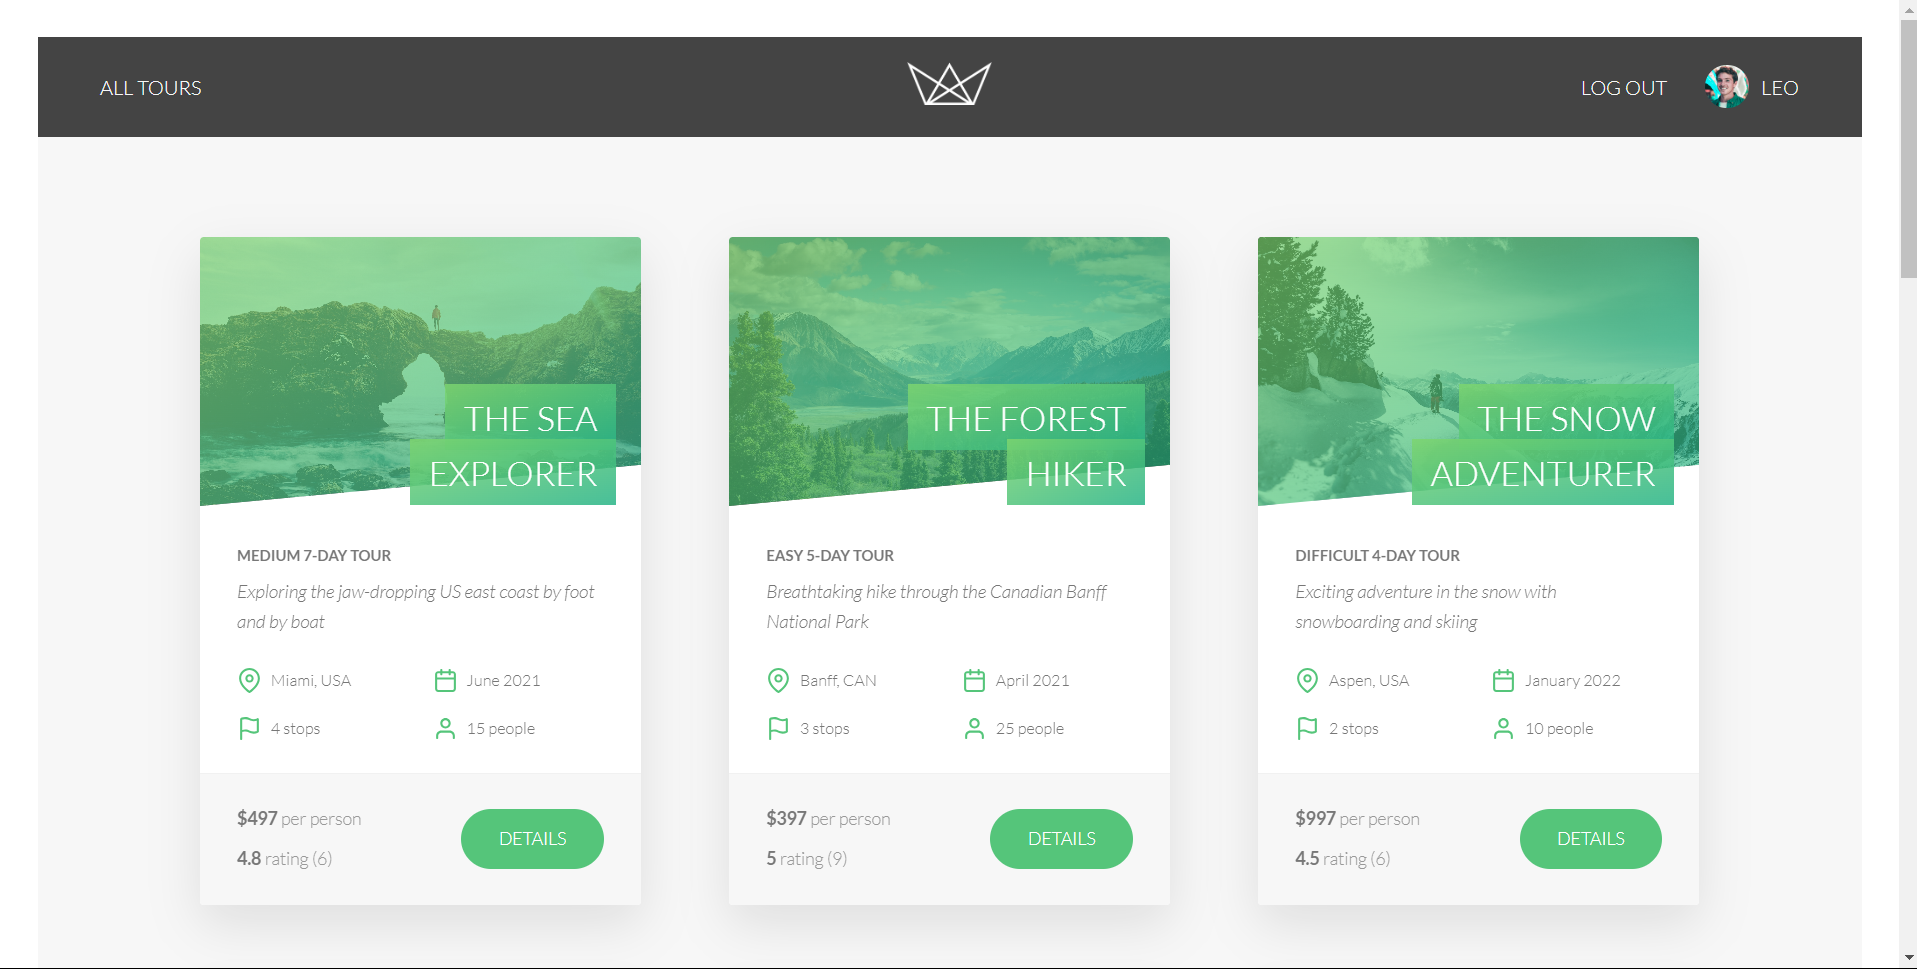 ALL TOURS
LOG OUT
LEO
THE SEA
EXPLORER
MEDIUM 7-DAY TOUR
Exploring the jaw-dropping US east coast by foot
and by boat
Miami, USA
June 2021
4 stops
15 people
$497 per person
4.8 rating (6)
DETAILS
THE FOREST
HIKER
EASY 5-DAY TOUR
Breathtaking hike through the Canadian Banff
National Park
Banff, CAN
April 2021
3 stops
25 people
$397 per person
5 rating (9)
DETAILS
THE SNOW
ADVENTURER
DIFFICULT 4-DAY TOUR
Exciting adventure in the snow with
snowboarding and skiing
Aspen, USA
January 2022
2 stops
10 people
$997 per person
4.5 rating (6)
DETAILS